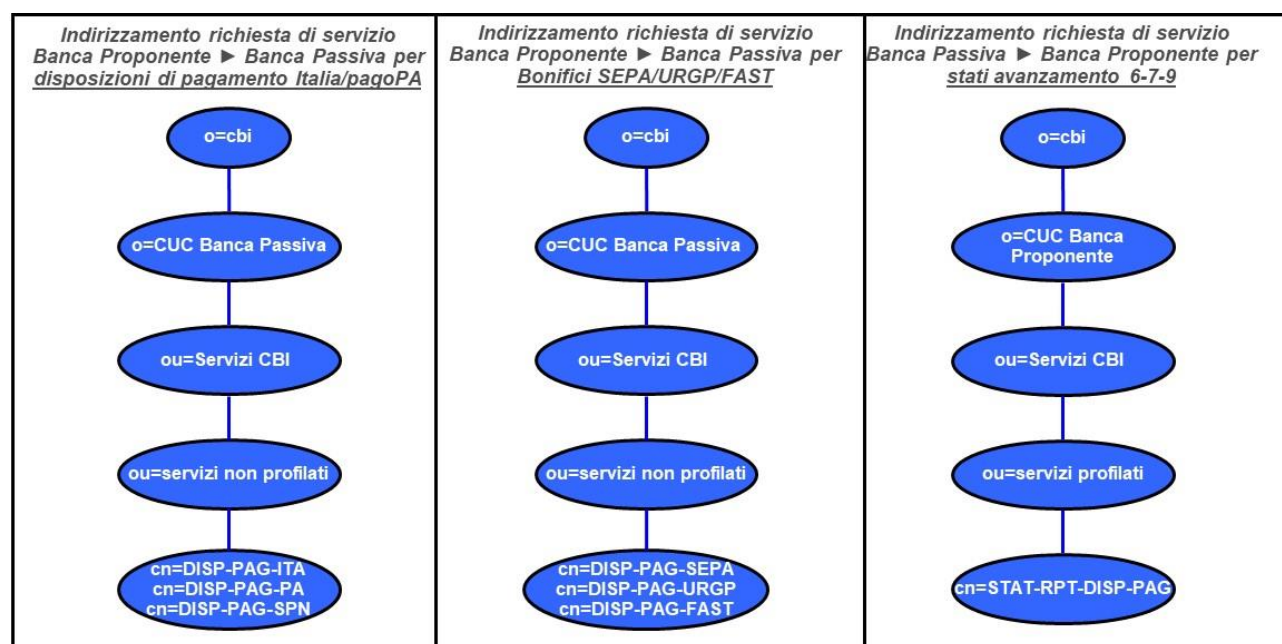 Indirizzamento richiesta di servizio
Banca Proponente ► Banca Passiva per
disposizioni di pagamento Italia/pagoPA
o=cbi
o=CUC Banca Passiva
ou=Servizi CBI
ou=servizi non profilati
cn=DISP-PAG-ITA
cn=DISP-PAG-PA
cn=DISP-PAG-SPN
Indirizzamento richiesta di servizio
Banca Proponente ► Banca Passiva per
Bonifici SEPA/URGP/FAST
o=cbi
o=CUC Banca Passiva
ou=Servizi CBI
ou=servizi non profilati
cn=DISP-PAG-SEPA
cn=DISP-PAG-URGP
cn=DISP-PAG-FAST
Indirizzamento richiesta di servizio
Banca Passiva ► Banca Proponente per
stati avanzamento 6-7-9
o=cbi
o=CUC Banca
Proponente
ou=Servizi CBI
ou=servizi profilati
cn=STAT-RPT-DISP-PAG